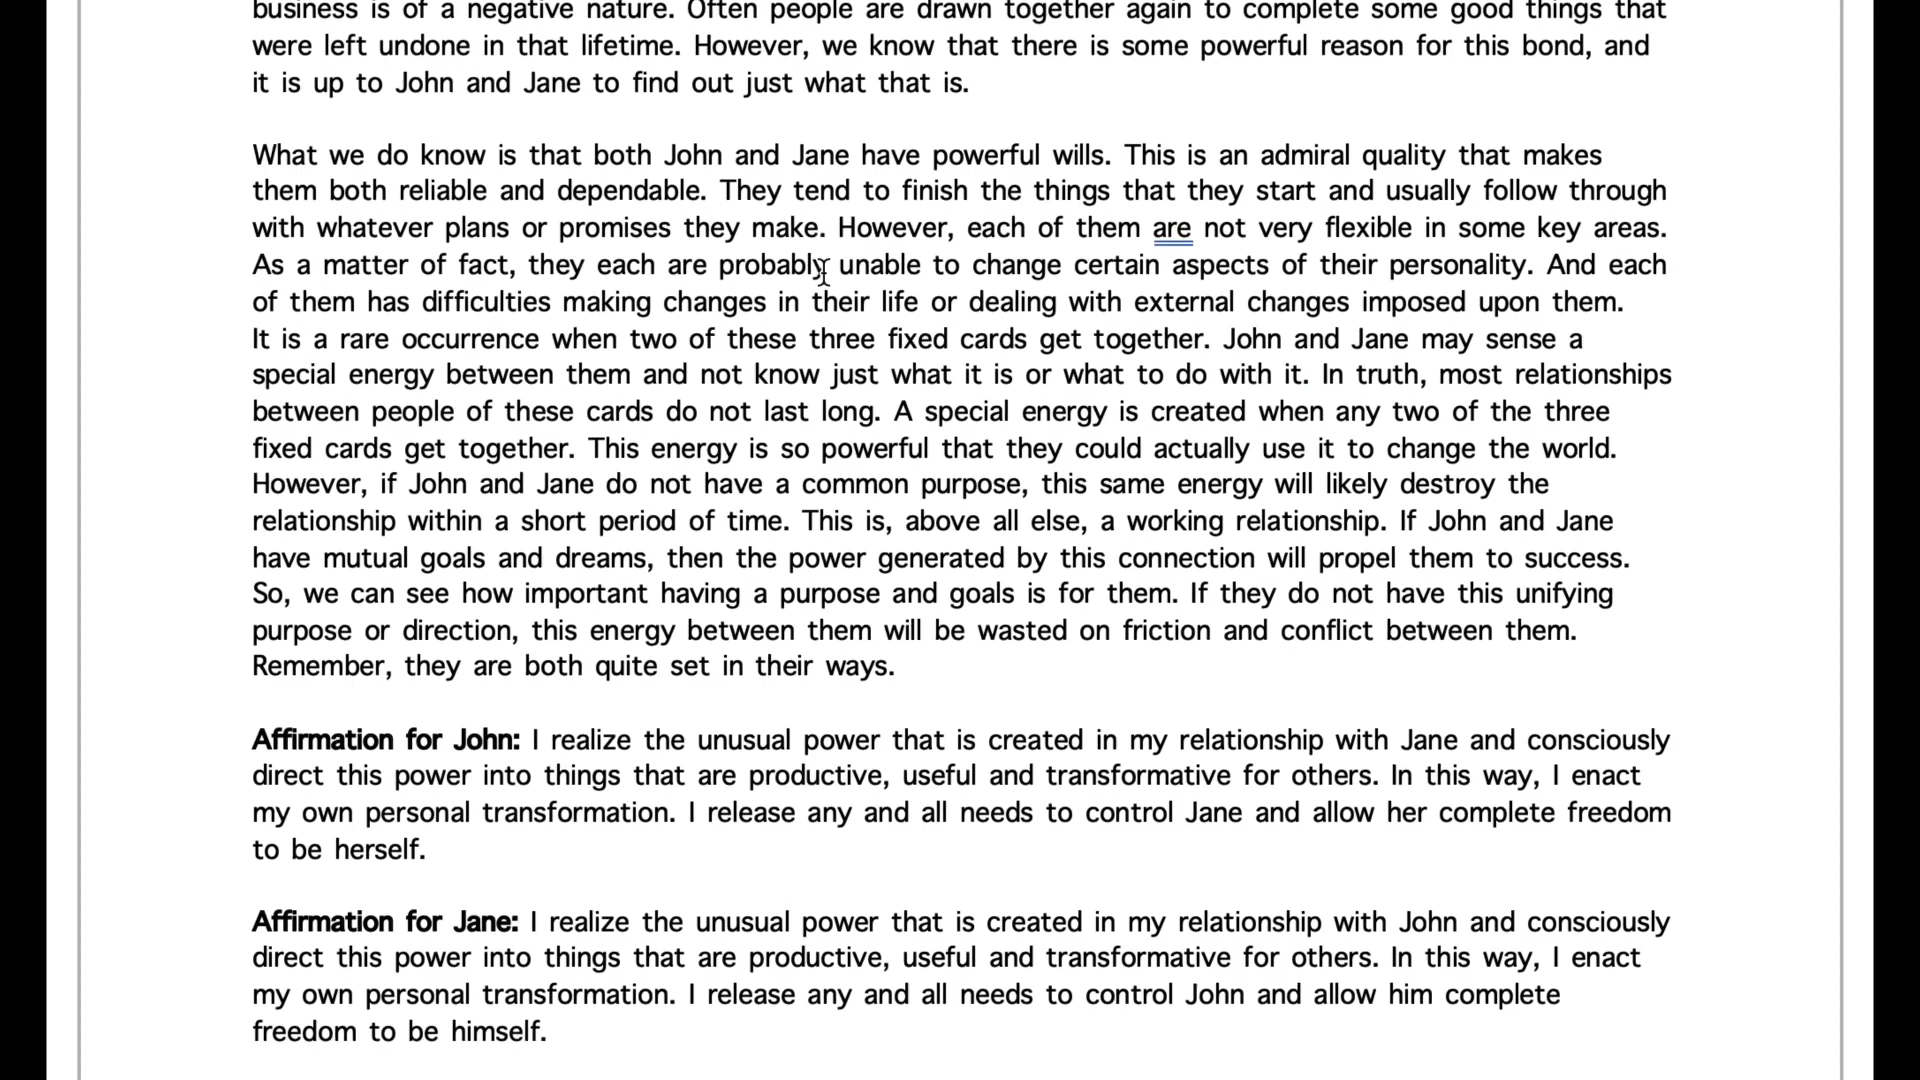 business is of a negative nature. Often people are drawn together again to complete some good things that
were left undone in that lifetime. However, we know that there is some powerful reason for this bond, and
it is up to John and Jane to find out just what that is.
What we do know is that both John and Jane have powerful wills. This is an admiral quality that makes
them both reliable and dependable. They tend to finish the things that they start and usually follow through
with whatever plans or promises they make. However, each of them are not very flexible in some key areas.
As a matter of fact, they each are probably unable to change certain aspects of their personality. And each
of them has difficulties making changes in their life or dealing with external changes imposed upon them.
It is a rare occurrence when two of these three fixed cards get together. John and Jane may sense a
special energy between them and not know just what it is or what to do with it. In truth, most relationships
between people of these cards do not last long. A special energy is created when any two of the three
fixed cards get together. This energy is so powerful that they could actually use it to change the world.
However, if John and Jane do not have a common purpose, this same energy will likely destroy the
relationship within a short period of time. This is, above all else, a working relationship. If John and Jane
have mutual goals and dreams, then the power generated by this connection will propel them to success.
So, we can see how important having a purpose and goals is for them. If they do not have this unifying
purpose or direction, this energy between them will be wasted on friction and conflict between them.
Remember, they are both quite set in their ways.
Affirmation for John: I realize the unusual power that is created in my relationship with Jane and consciously
direct this power into things that are productive, useful and transformative for others. In this way, I enact
my own personal transformation. I release any and all needs to control Jane and allow her complete freedom
to be herself.
Affirmation for Jane: I realize the unusual power that is created in my relationship with John and consciously
direct this power into things that are productive, useful and transformative for others. In this way, I enact
my own personal transformation. I release any and all needs to control John and allow him complete
freedom to be himself.